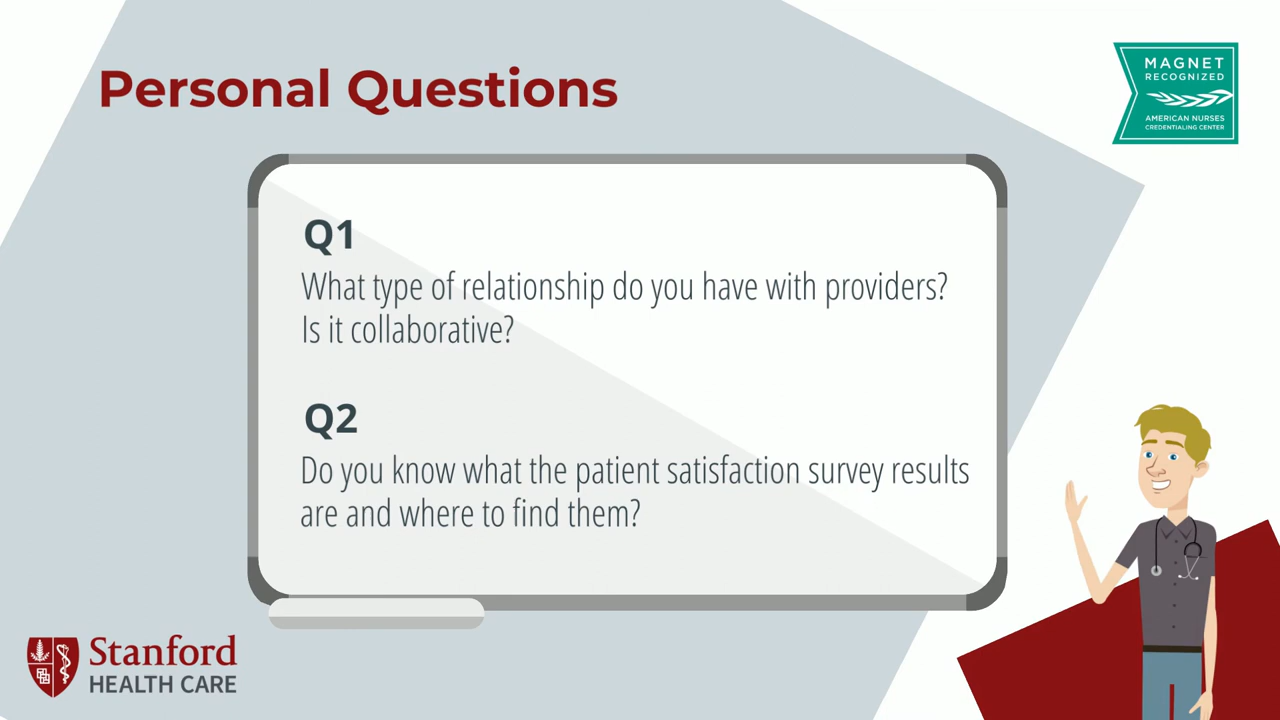 Personal Questions
MAGNET
RECOGNIZED
AMERICAN NURSES
CREDENTIALING CENTER
Q1
What type of relationship do you have with providers?
Is it collaborative?
Q2
Do you know what the patient satisfaction survey results
are and where to find them?
Stanford
HEALTH CARE